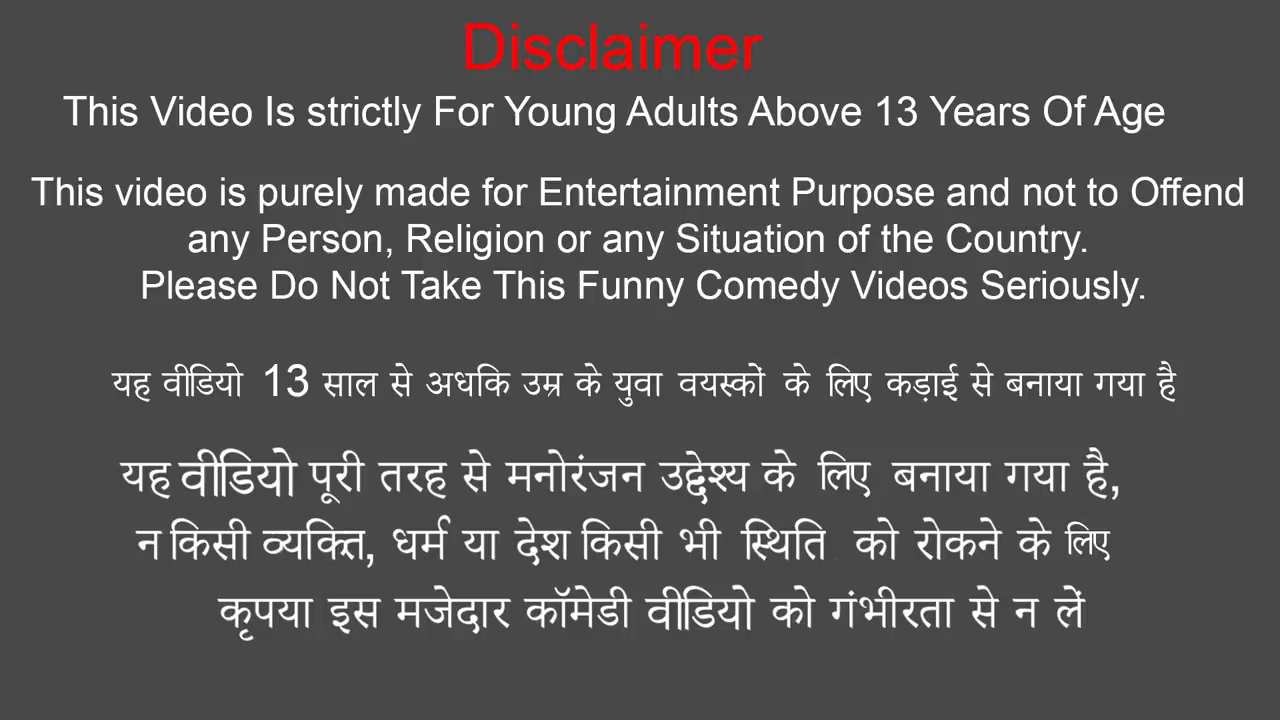 Disclaimer
This Video Is strictly For Young Adults Above 13 Years Of Age
This video is purely made for Entertainment Purpose and not to Offend
any Person, Religion or any Situation of the Country.
Please Do Not Take This Funny Comedy Videos Seriously.
यह वीडियो 13 साल से अधकि उम्र के युवा वयस्कों के लिए कड़ाई से बनाया गया है
यह वीडियो पूरी तरह से मनोरंजन उद्देश्य के लिए बनाया गया है,
न किसी व्यक्ति, धर्म या देश किसी भी स्थिति को रोकने के लिए
कृपया इस मजेदार कॉमेडी वीडियो को गंभीरता से न लें